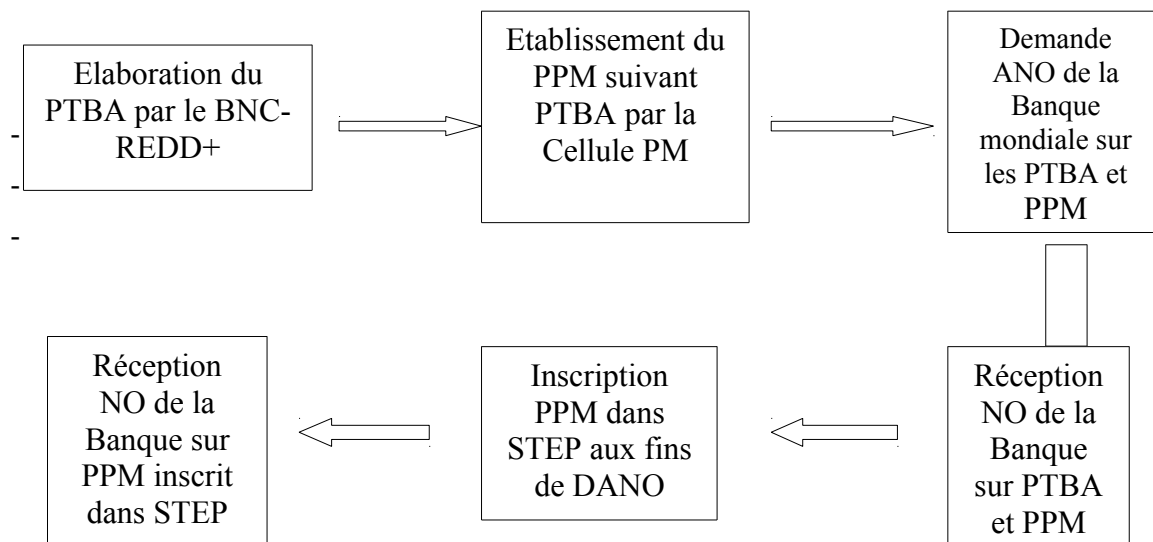 Elaboration du
PTBA par le BNC-
REDD+
Etablissement du
PPM suivant
PTBA par la
Cellule PM
Demande
ANO de la
Banque
mondiale sur
les PTBA et
PPM
-
-
-
Réception
NO de la
Banque
sur PTBA
et PPM
Inscription
PPM dans
STEP aux fins
de DANO
Réception
NO de la
Banque sur
PPM inscrit
dans STEP